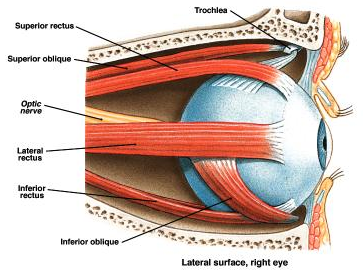 Trochlea
Superior rectus
Superior oblique
Optic
nerve
Lateral
rectus
Inferior
rectus
Inferior oblique
Lateral surface, right eye